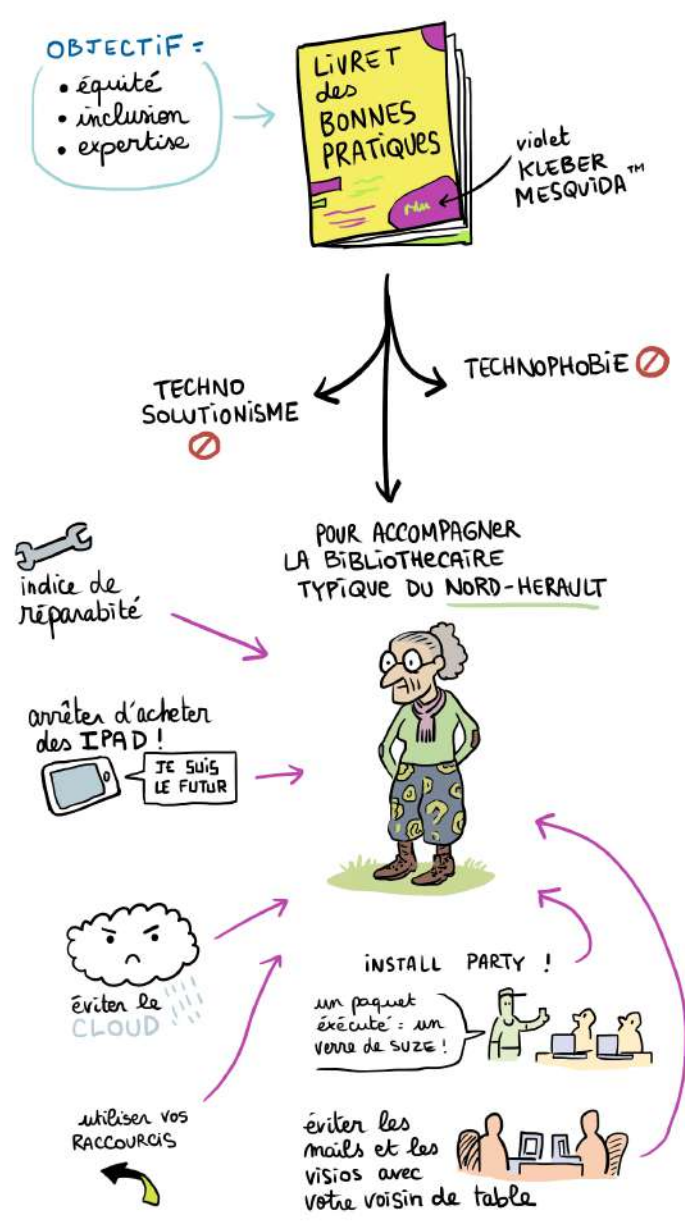 OBJECTIF =
• équité
• inclusion
• expertise
LIVRET
des
BONNES
PRATIQUES
violet
KLEBER
MESQUIDA™
TECHNO
SOLUTIONISME
TECHNOPHOBIE
POUR ACCOMPAGNER
LA BIBLIOTHECAIRE
TYPIQUE DU NORD-HERAULT
indice de
réparabité
arrêter d'acheter
des IPAD !
JE SUIS
LE FUTUR
éviter le
CLOUD
utiliser vos
RACCOURCIS
INSTALL PARTY !
un paquet
éxécuté = un
verre de SUZE !
éviter les
mails et les
visios avec
votre voisin de table